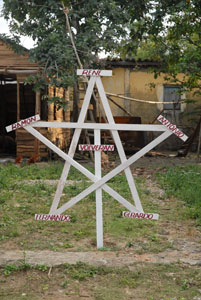 RENE
RAMON
ANTONIO
VOLVERAN
FERNANDO
GERARDO